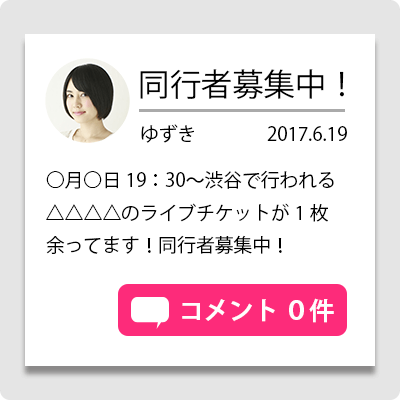 同行者募集中！
ゆずき 2017.6.19
○月○日 19：30～渋谷で行われる
△△△△のライブチケットが 1 枚
余ってます！同行者募集中！
コメント 0 件